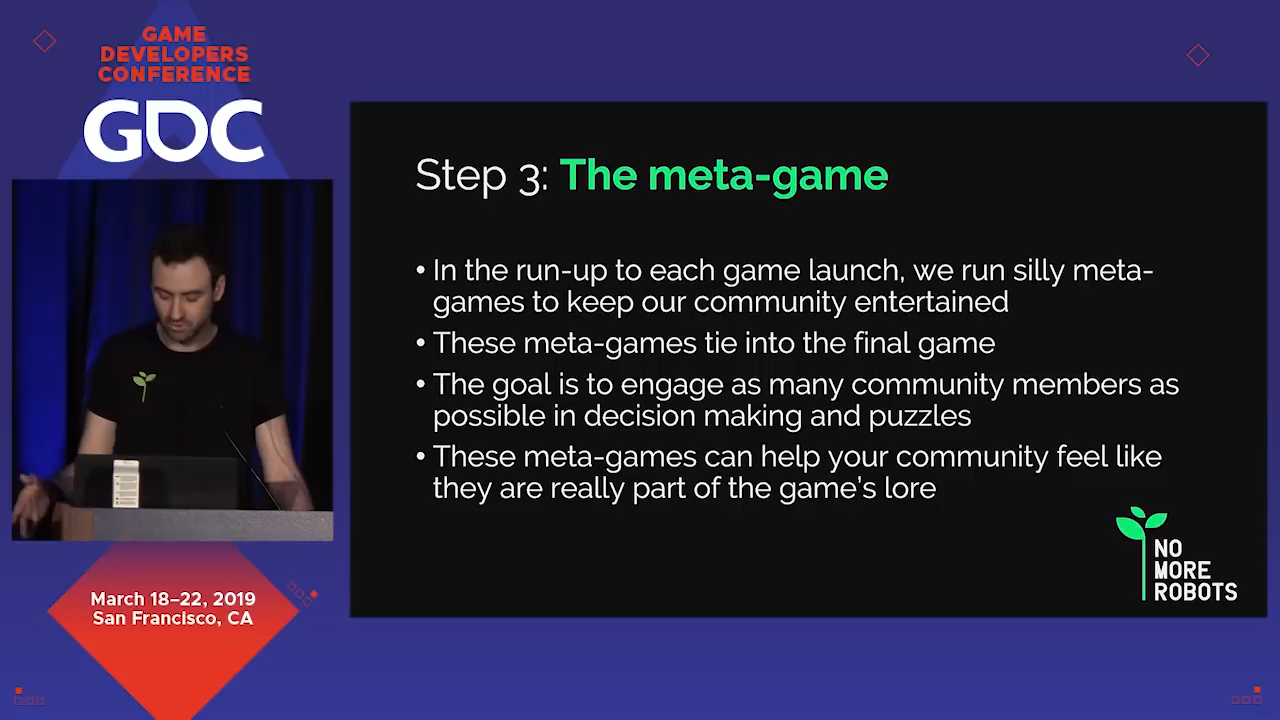 GAME
DEVELOPERS
CONFERENCE
GDC
Step 3: The meta-game
• In the run-up to each game launch, we run silly meta-
games to keep our community entertained
• These meta-games tie into the final game
• The goal is to engage as many community members as
possible in decision making and puzzles
• These meta-games can help your community feel like
they are really part of the game's lore
NO
MORE
ROBOTS
March 18–22, 2019
San Francisco, CA